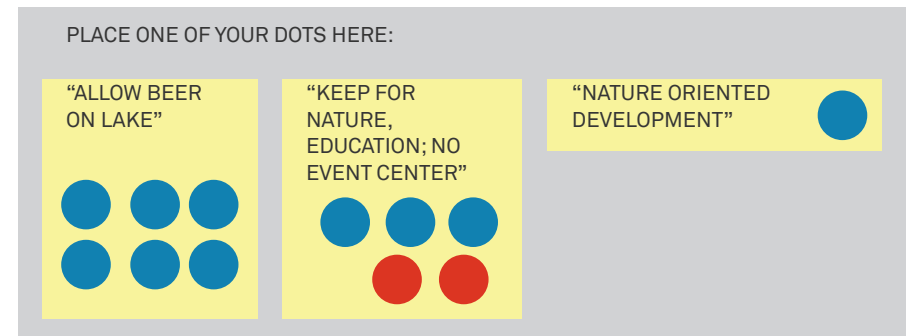 PLACE ONE OF YOUR DOTS HERE:
“ALLOW BEER
ON LAKE”
“KEEP FOR
NATURE,
EDUCATION; NO
EVENT CENTER”
“NATURE ORIENTED
DEVELOPMENT”